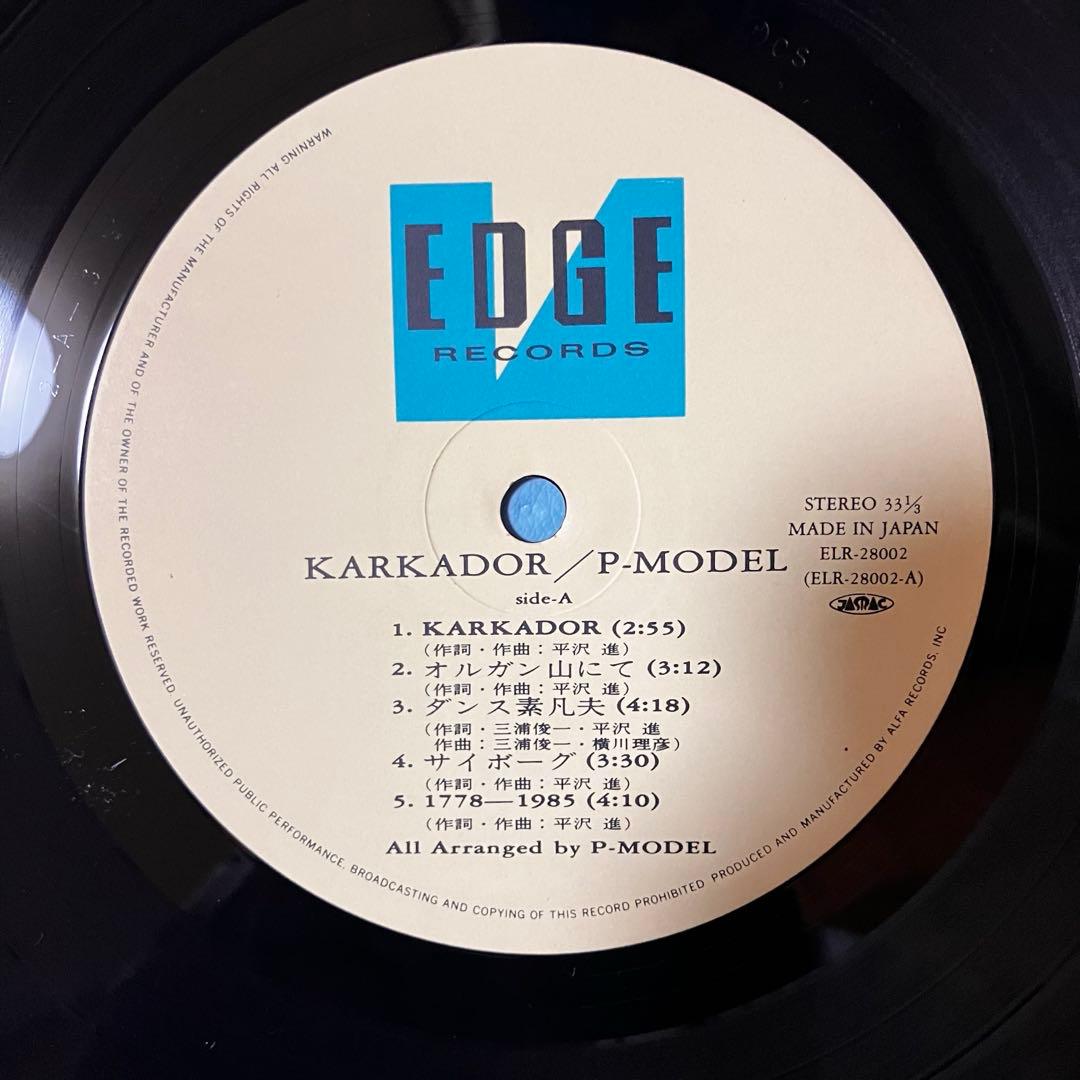 EDGE
RECORDS
STEREO 33⅓
MADE IN JAPAN
ELR-28002
(ELR-28002-A)
JASRAC
KARKADOR/P-MODEL
side-A
1. KARKADOR (2:55)
(作詞・作曲:平沢 進)
2. オルガン山にて (3:12)
(作詞・作曲:平沢 進)
3. ダンス素凡夫 (4:18)
(作詞・三浦俊一・平沢 進
作曲:三浦俊一・横川理彦)
4. サイボーグ (3:30)
(作詞・作曲:平沢 進)
5. 1778—1985 (4:10)
(作詞・作曲:平沢 進)
All Arranged by P-MODEL
WARNING ALL RIGHTS OF THE MANUFACTURER AND OF THE OWNER OF THE RECORDED WORK RESERVED. UNAUTHORIZED PUBLIC PERFORMANCE, BROADCASTING AND COPYING OF THIS RECORD PROHIBITED PRODUCED AND MANUFACTURED BY ALFA RECORDS, INC